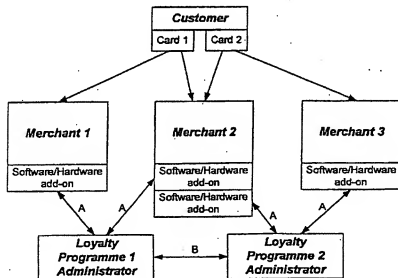 Customer
Card 1 Card 2
Merchant 1 Merchant 2 Merchant 3
Software/Hardware add-on
Software/Hardware add-on
Software/Hardware add-on
Software/Hardware add-on
A A A A
Loyalty Programme 1 Administrator
B
Loyalty Programme 2 Administrator